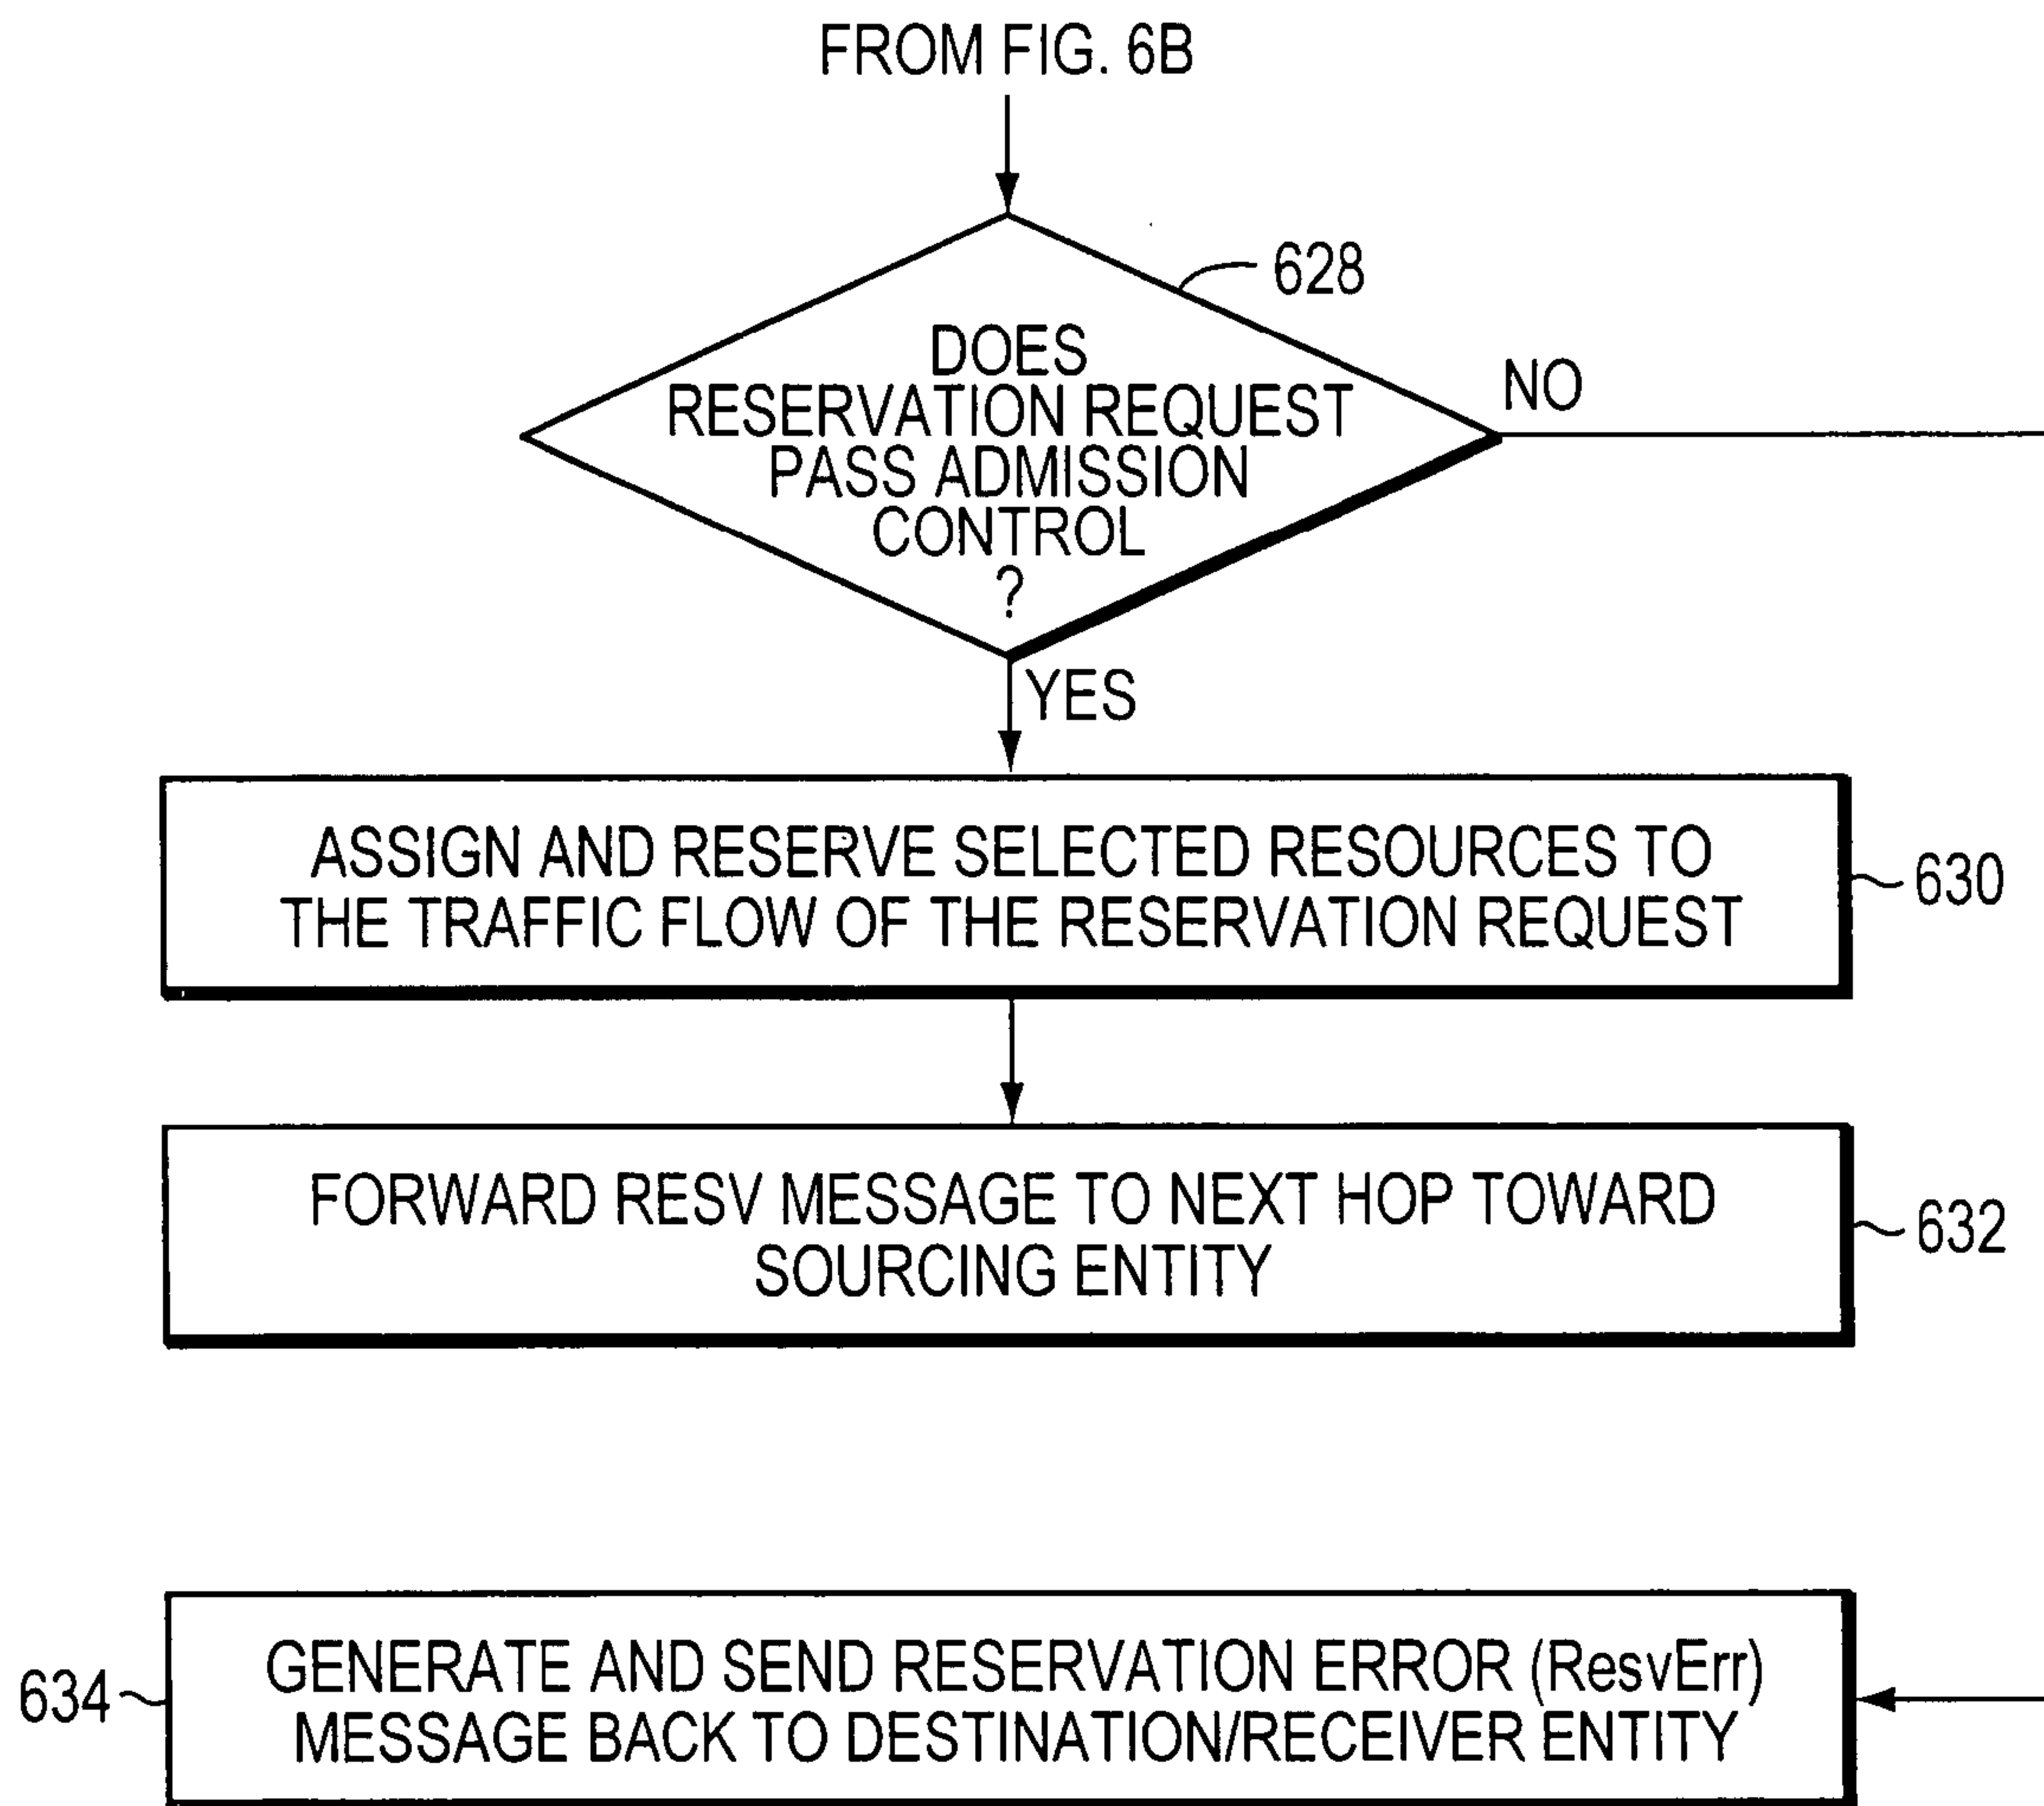 FROM FIG. 6B
628
DOES
RESERVATION REQUEST
PASS ADMISSION
CONTROL
?
NO
YES
ASSIGN AND RESERVE SELECTED RESOURCES TO
THE TRAFFIC FLOW OF THE RESERVATION REQUEST
630
FORWARD RESV MESSAGE TO NEXT HOP TOWARD
SOURCING ENTITY
632
634
GENERATE AND SEND RESERVATION ERROR (ResvErr)
MESSAGE BACK TO DESTINATION/RECEIVER ENTITY